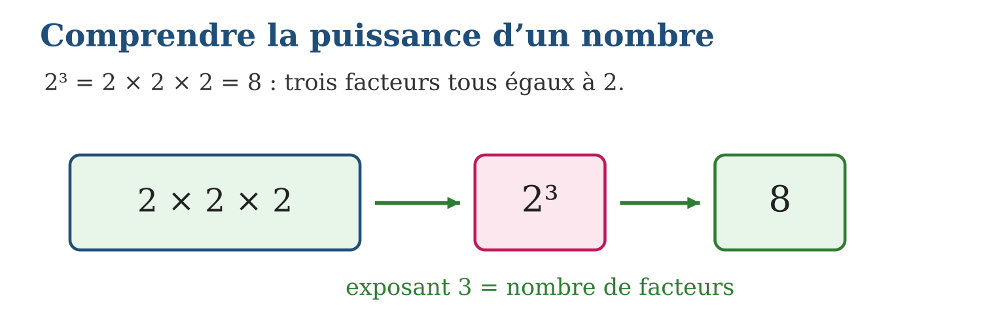 Comprendre la puissance d’un nombre
2³ = 2 × 2 × 2 = 8 : trois facteurs tous égaux à 2.
2 × 2 × 2
2³
8
exposant 3 = nombre de facteurs